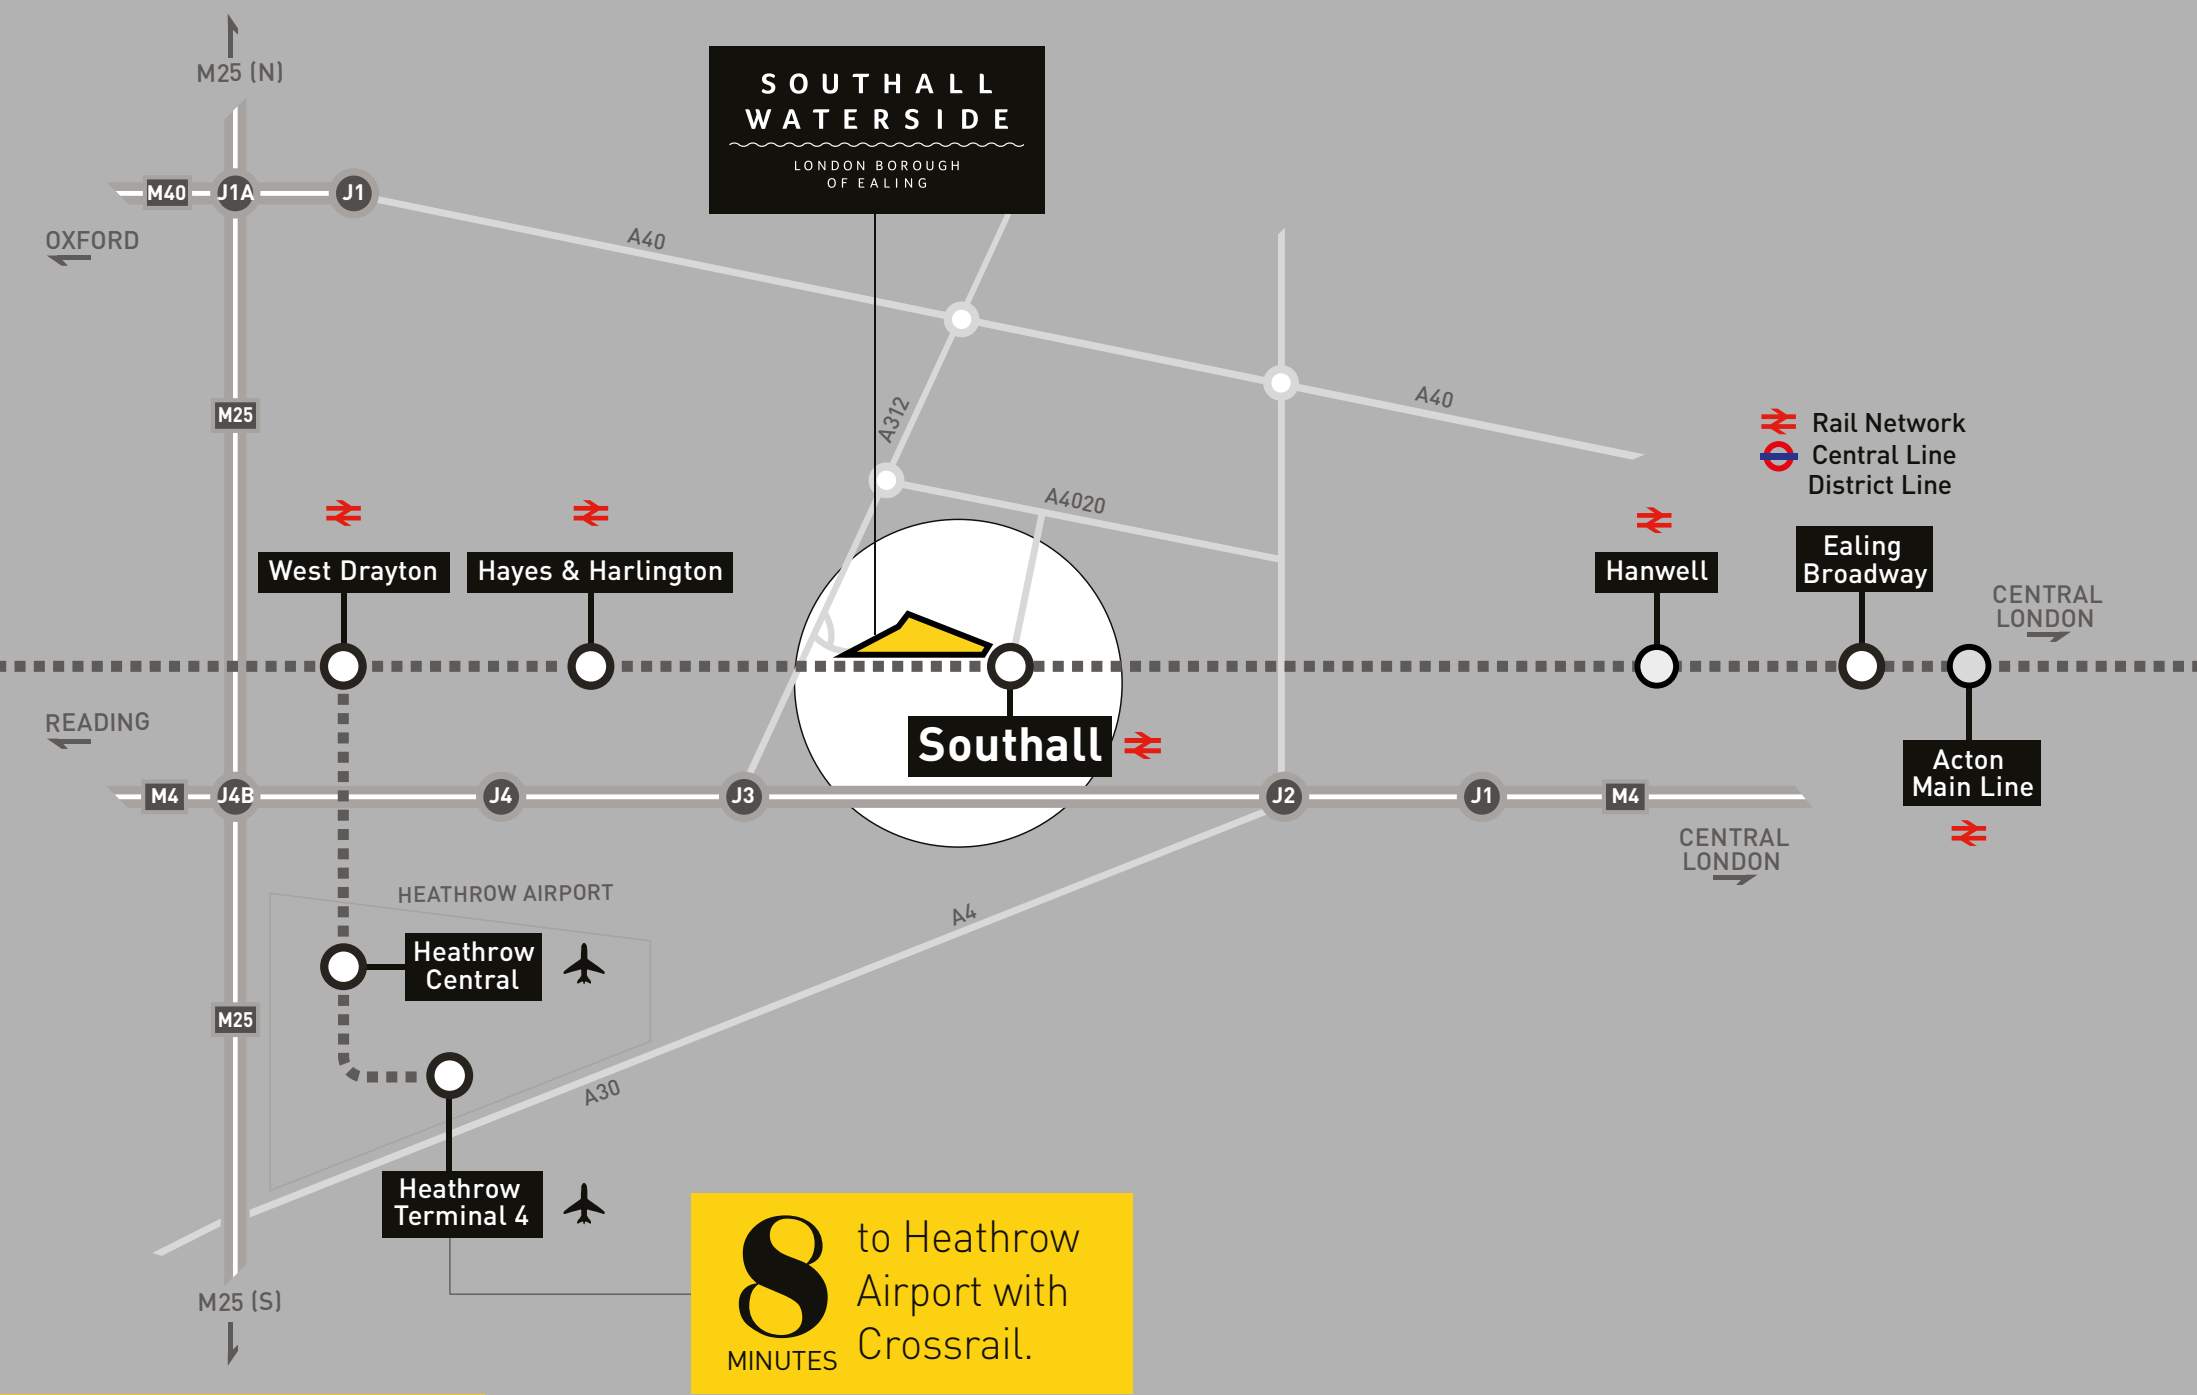 M25 (N)
SOUTHALL
WATERSIDE
LONDON BOROUGH
OF EALING
M40
J1A
J1
OXFORD
A40
A312
A40
M25
Rail Network
Central Line
District Line
A4020
West Drayton
Hayes & Harlington
Hanwell
Ealing
Broadway
CENTRAL
LONDON
READING
Southall
Acton
Main Line
M4
J4B
J4
J3
J2
J1
M4
CENTRAL
LONDON
HEATHROW AIRPORT
A4
Heathrow
Central
M25
A30
Heathrow
Terminal 4
M25 (S)
8
MINUTES
to Heathrow
Airport with
Crossrail.